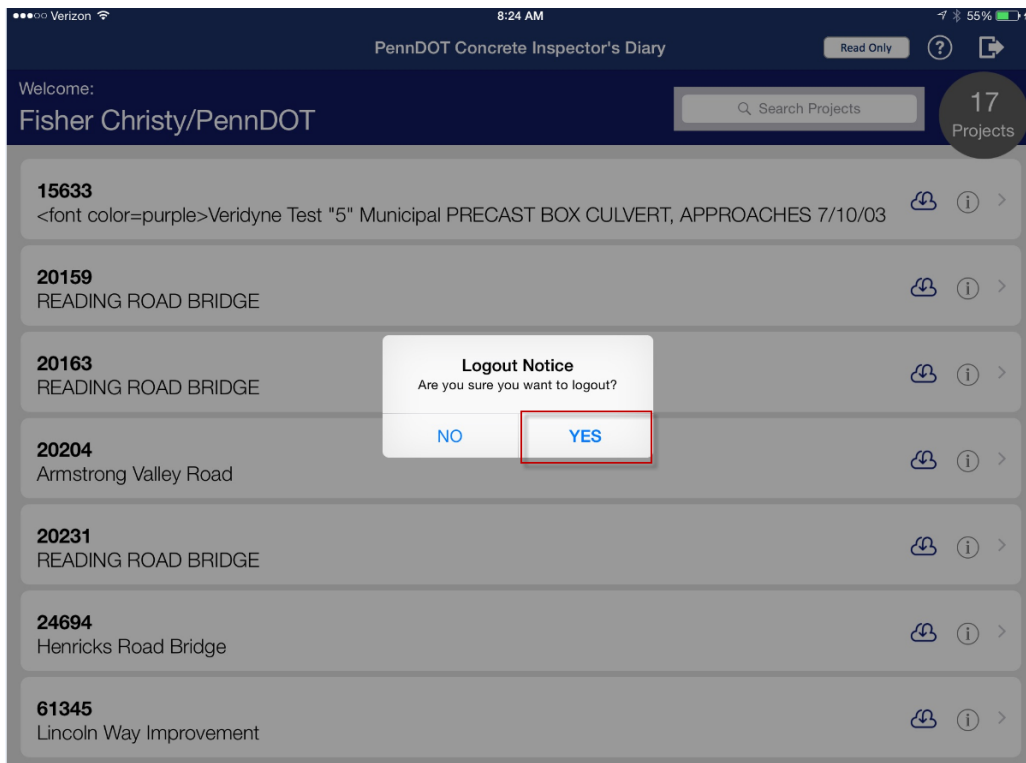 Verizon 8:24 AM 55%
PennDOT Concrete Inspector's Diary Read Only ?
Welcome:
Fisher Christy/PennDOT
Search Projects
17
Projects
15633
<font color=purple>Veridyne Test "5" Municipal PRECAST BOX CULVERT, APPROACHES 7/10/03
20159
READING ROAD BRIDGE
20163
READING ROAD BRIDGE
Logout Notice
Are you sure you want to logout?
NO YES
20204
Armstrong Valley Road
20231
READING ROAD BRIDGE
24694
Henricks Road Bridge
61345
Lincoln Way Improvement